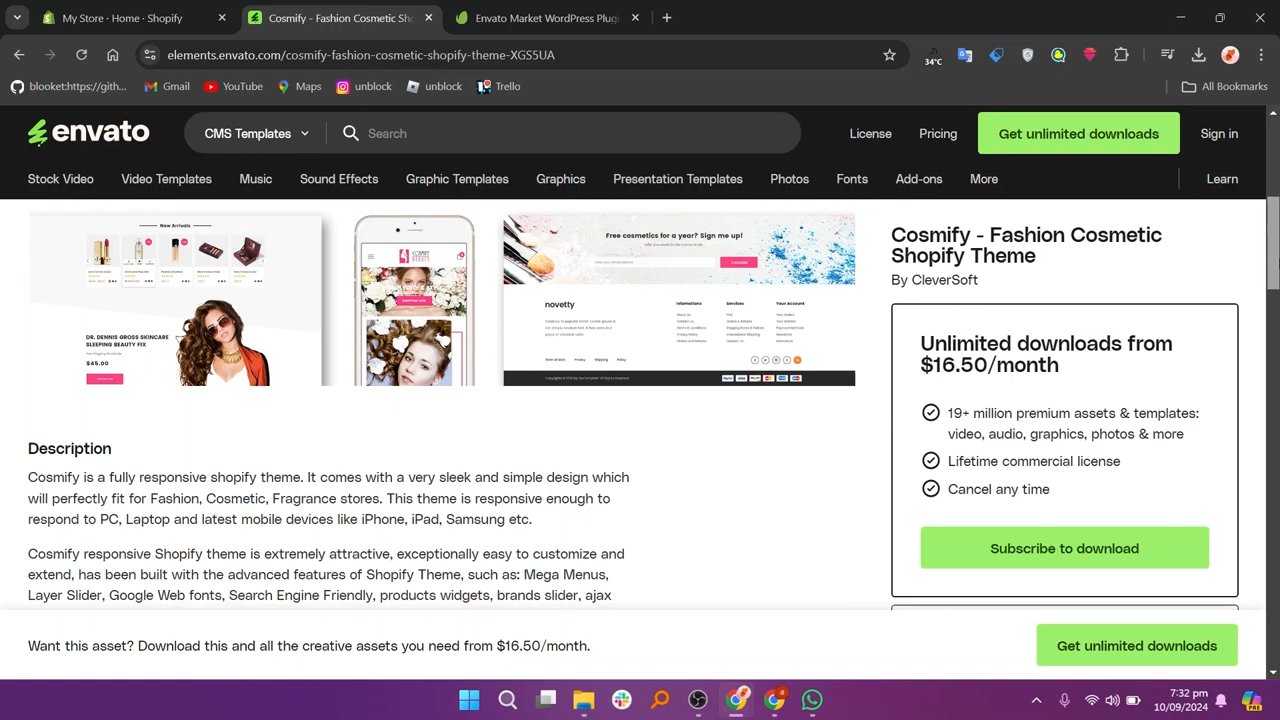 My Store · Home · Shopify
Cosmify - Fashion Cosmetic Sh
Envato Market WordPress Plugi
elements.envato.com/cosmify-fashion-cosmetic-shopify-theme-XGS5UA
34°C
blooket:https://gith...
Gmail
YouTube
Maps
unblock
unblock
Trello
All Bookmarks
envato
CMS Templates
Search
License
Pricing
Get unlimited downloads
Sign in
Stock Video
Video Templates
Music
Sound Effects
Graphic Templates
Graphics
Presentation Templates
Photos
Fonts
Add-ons
More
Learn
New Arrivals
DR. DENNIS GROSS SKINCARE
SLEEPING BEAUTY FIX
$45.00
COSMIFY
BEAUTY
Free cosmetics for a year? Sign me up!
novetty
Informations
Services
Your Account
Cosmify - Fashion Cosmetic
Shopify Theme
By CleverSoft
Unlimited downloads from
$16.50/month
19+ million premium assets & templates:
video, audio, graphics, photos & more
Lifetime commercial license
Cancel any time
Subscribe to download
Description
Cosmify is a fully responsive shopify theme. It comes with a very sleek and simple design which
will perfectly fit for Fashion, Cosmetic, Fragrance stores. This theme is responsive enough to
respond to PC, Laptop and latest mobile devices like iPhone, iPad, Samsung etc.
Cosmify responsive Shopify theme is extremely attractive, exceptionally easy to customize and
extend, has been built with the advanced features of Shopify Theme, such as: Mega Menus,
Layer Slider, Google Web fonts, Search Engine Friendly, products widgets, brands slider, ajax
Want this asset? Download this and all the creative assets you need from $16.50/month.
Get unlimited downloads
7:32 pm
10/09/2024
PRE